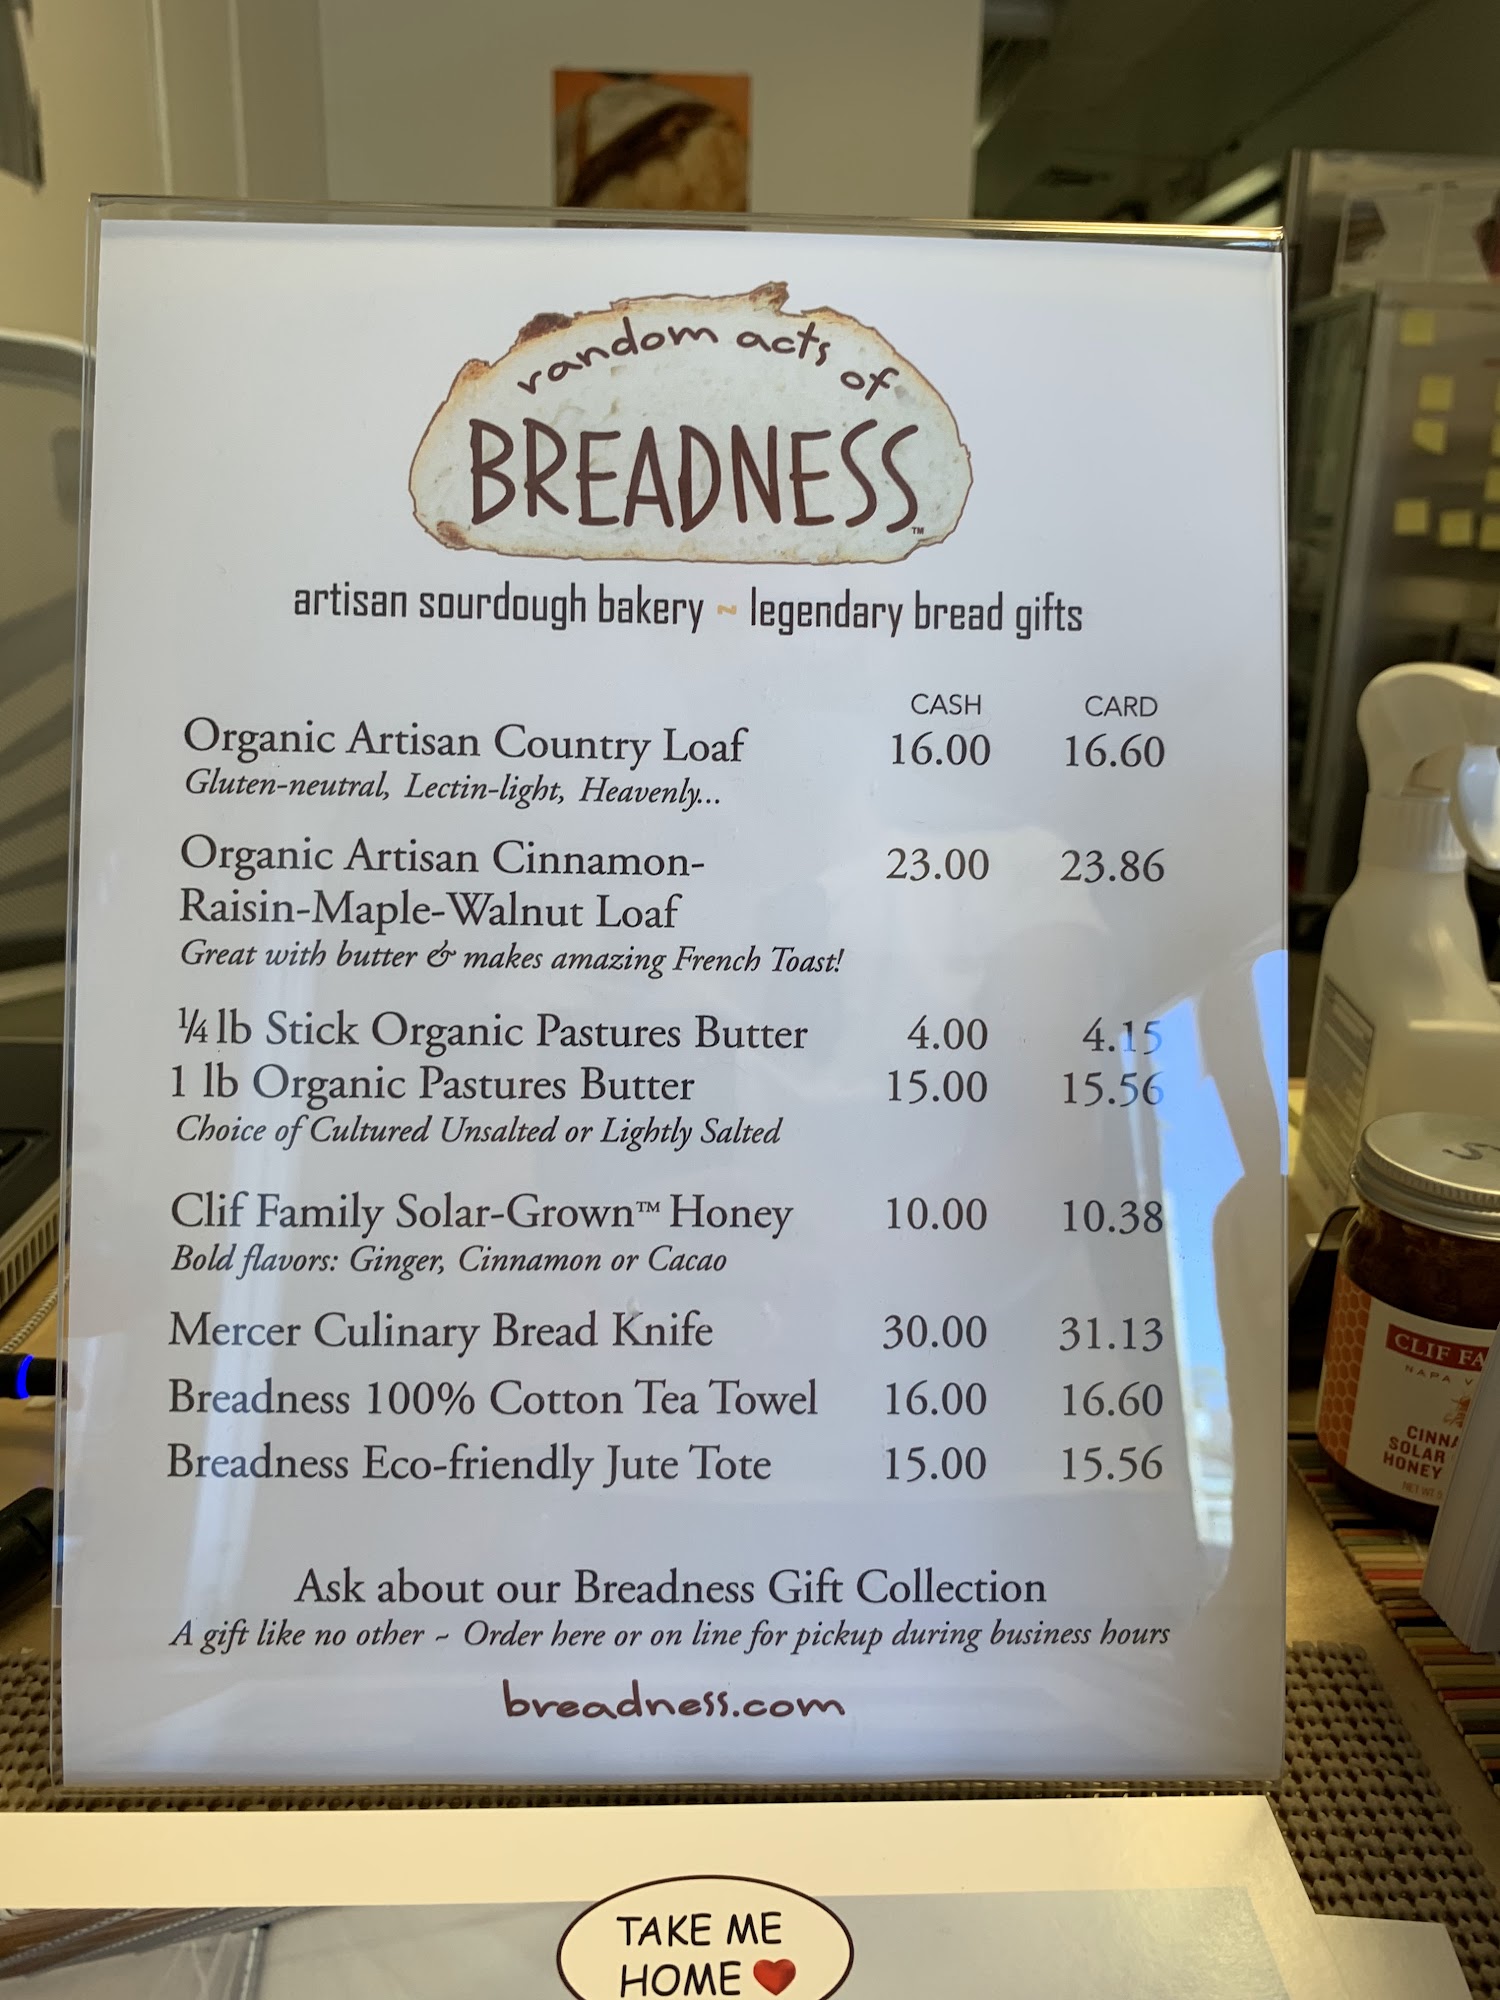 random acts of
BREADNESS™
artisan sourdough bakery ~ legendary bread gifts
CASH CARD
Organic Artisan Country Loaf 16.00 16.60
Gluten-neutral, Lectin-light, Heavenly...
Organic Artisan Cinnamon- 23.00 23.86
Raisin-Maple-Walnut Loaf
Great with butter & makes amazing French Toast!
¼ lb Stick Organic Pastures Butter 4.00 4.15
1 lb Organic Pastures Butter 15.00 15.56
Choice of Cultured Unsalted or Lightly Salted
Clif Family Solar-Grown™ Honey 10.00 10.38
Bold flavors: Ginger, Cinnamon or Cacao
Mercer Culinary Bread Knife 30.00 31.13
Breadness 100% Cotton Tea Towel 16.00 16.60
Breadness Eco-friendly Jute Tote 15.00 15.56
Ask about our Breadness Gift Collection
A gift like no other ~ Order here or on line for pickup during business hours
breadness.com
TAKE ME
HOME ❤
CLIF FA
NAPA V
CINNA
SOLAR
HONEY